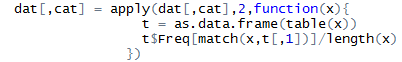 dat[,cat] = apply(dat[,cat],2,function(x){
t = as.data.frame(table(x))
t$Freq[match(x,t[,1])]/length(x)
})